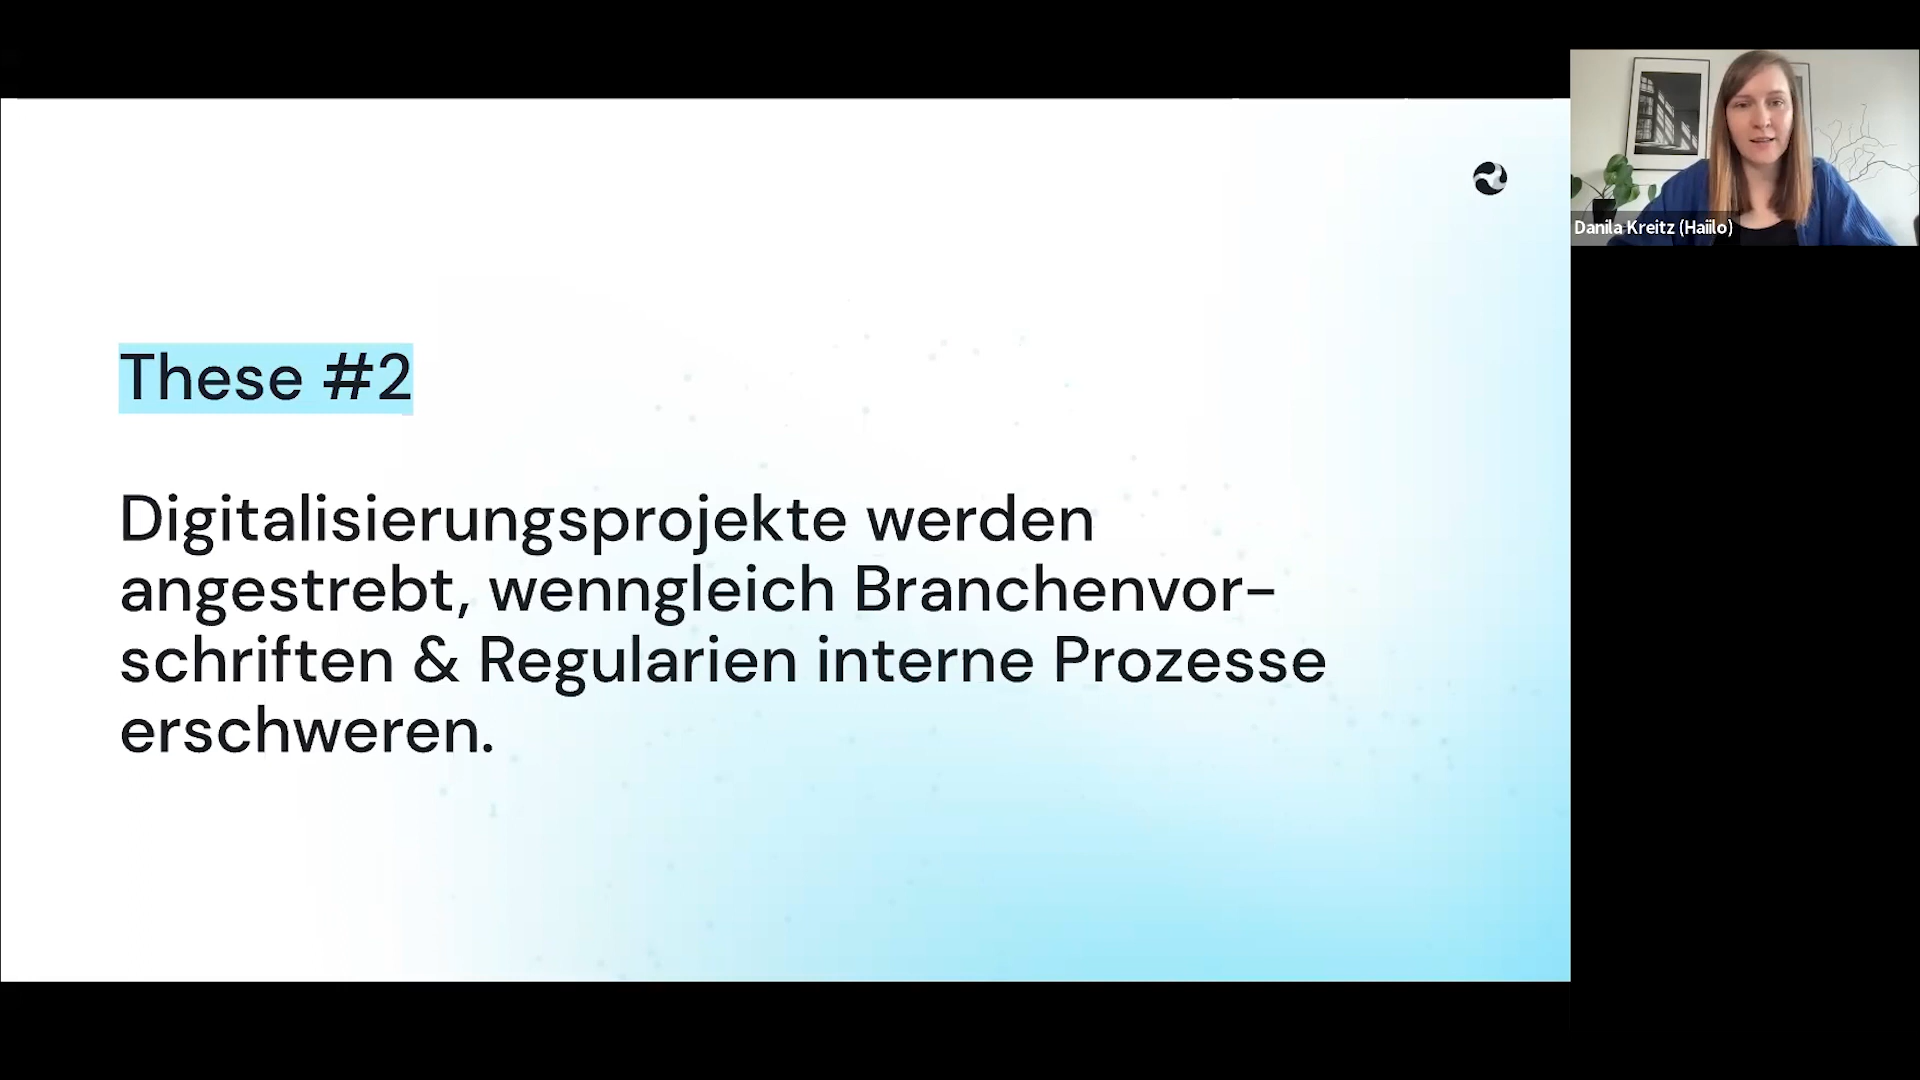 These #2
Digitalisierungsprojekte werden
angestrebt, wenngleich Branchenvor-
schriften & Regularien interne Prozesse
erschweren.
Danila Kreitz (Haiilo)